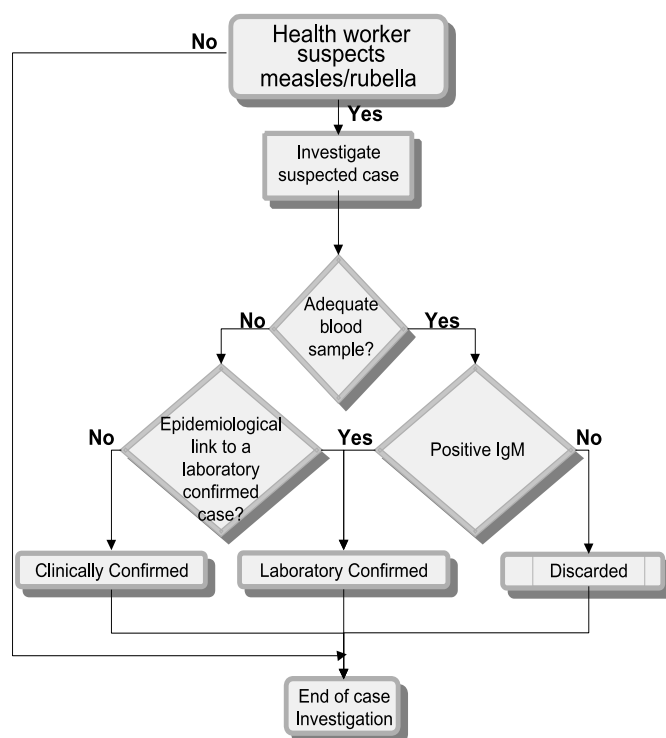 No
Health worker
suspects
measles/rubella
Yes
Investigate
suspected case
Adequate
blood
sample?
No
Yes
Epidemiological
link to a
laboratory
confirmed
case?
No
Yes
Positive IgM
No
Clinically Confirmed
Laboratory Confirmed
Discarded
End of case
Investigation